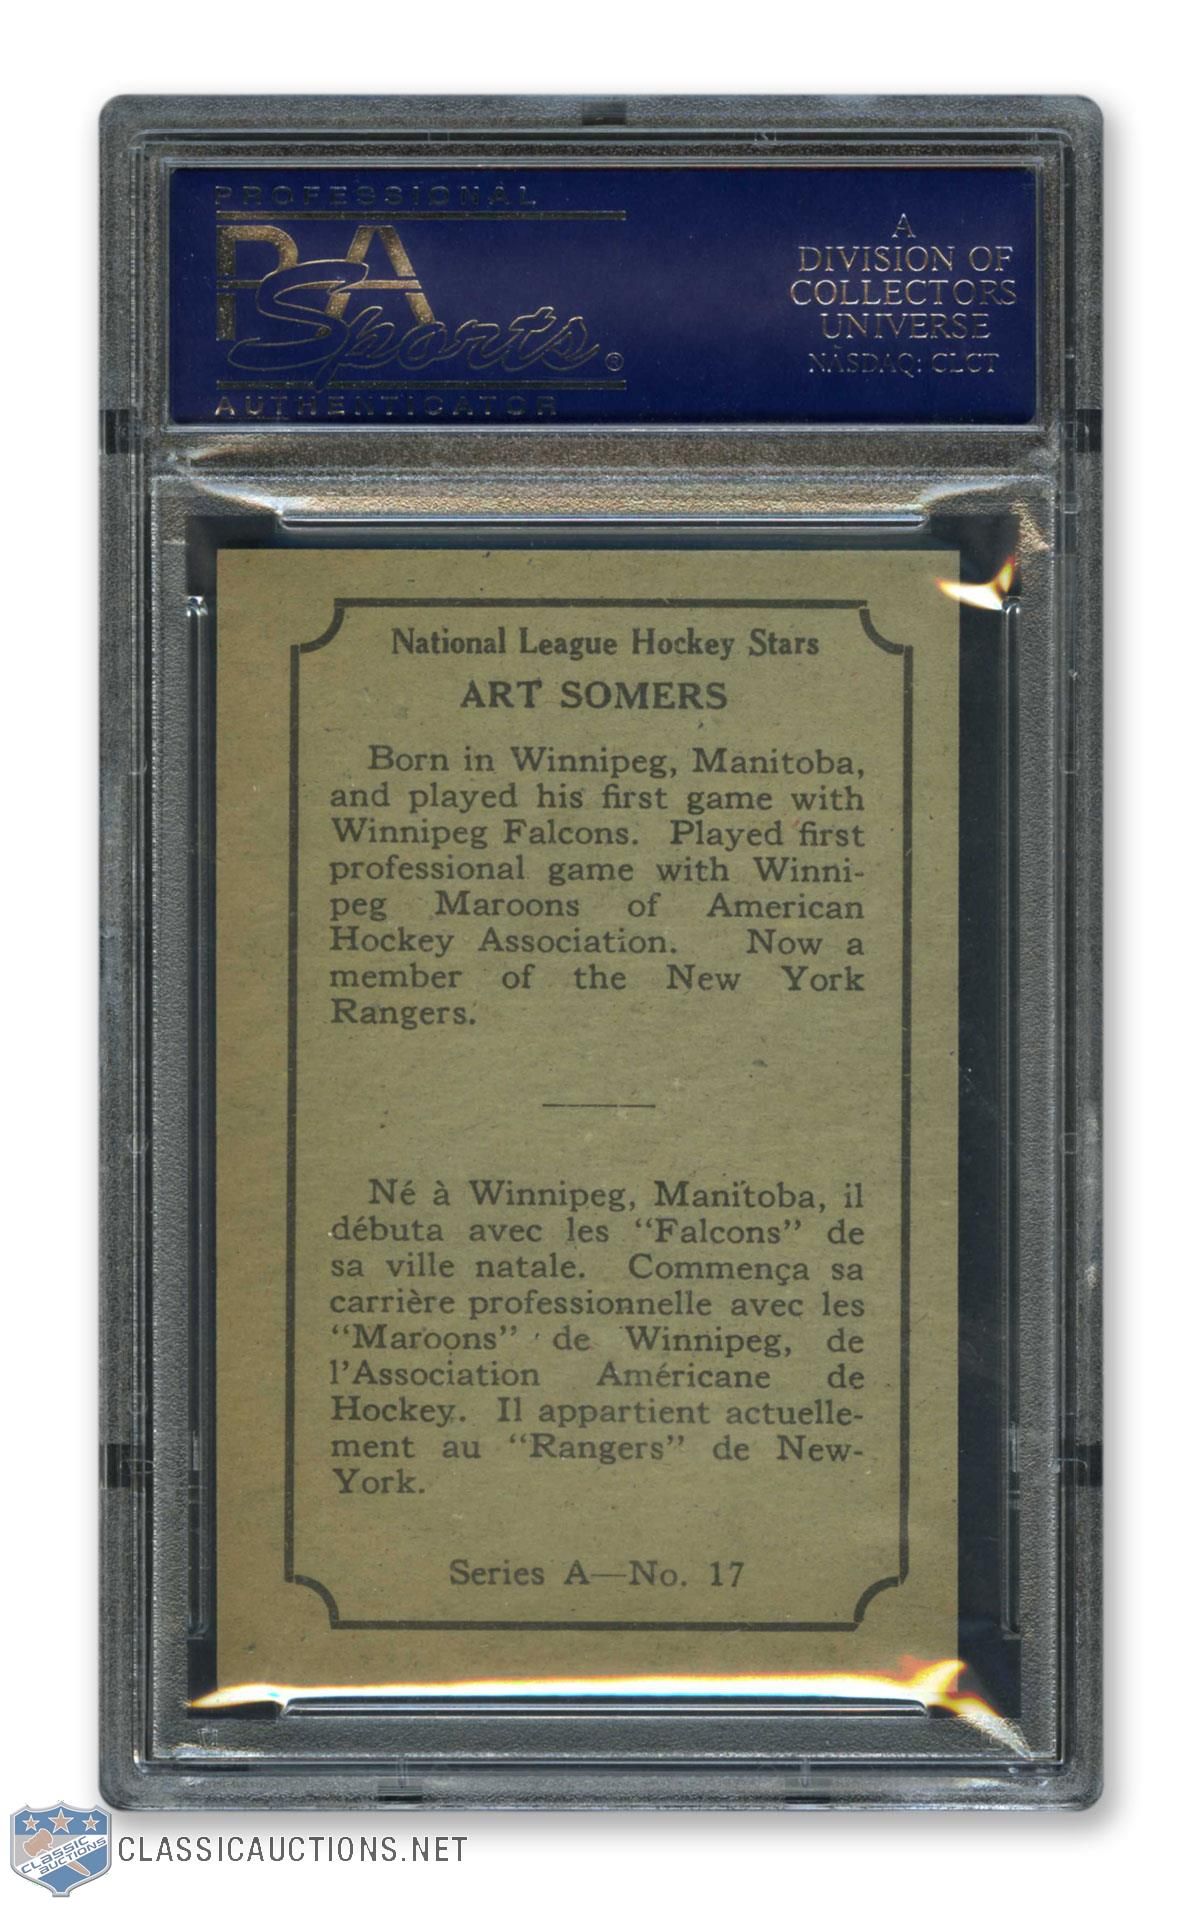 PROFESSIONAL
PSA
Sports®
AUTHENTICATOR
A
DIVISION OF
COLLECTORS
UNIVERSE
NASDAQ: CLCT
National League Hockey Stars
ART SOMERS
Born in Winnipeg, Manitoba,
and played his first game with
Winnipeg Falcons. Played first
professional game with Winni-
peg Maroons of American
Hockey Association. Now a
member of the New York
Rangers.
Né à Winnipeg, Manitoba, il
débuta avec les "Falcons" de
sa ville natale. Commença sa
carrière professionnelle avec les
"Maroons" de Winnipeg, de
l'Association Américane de
Hockey. Il appartient actuelle-
ment au "Rangers" de New-
York.
Series A—No. 17
CLASSIC
AUCTIONS
CLASSICAUCTIONS.NET